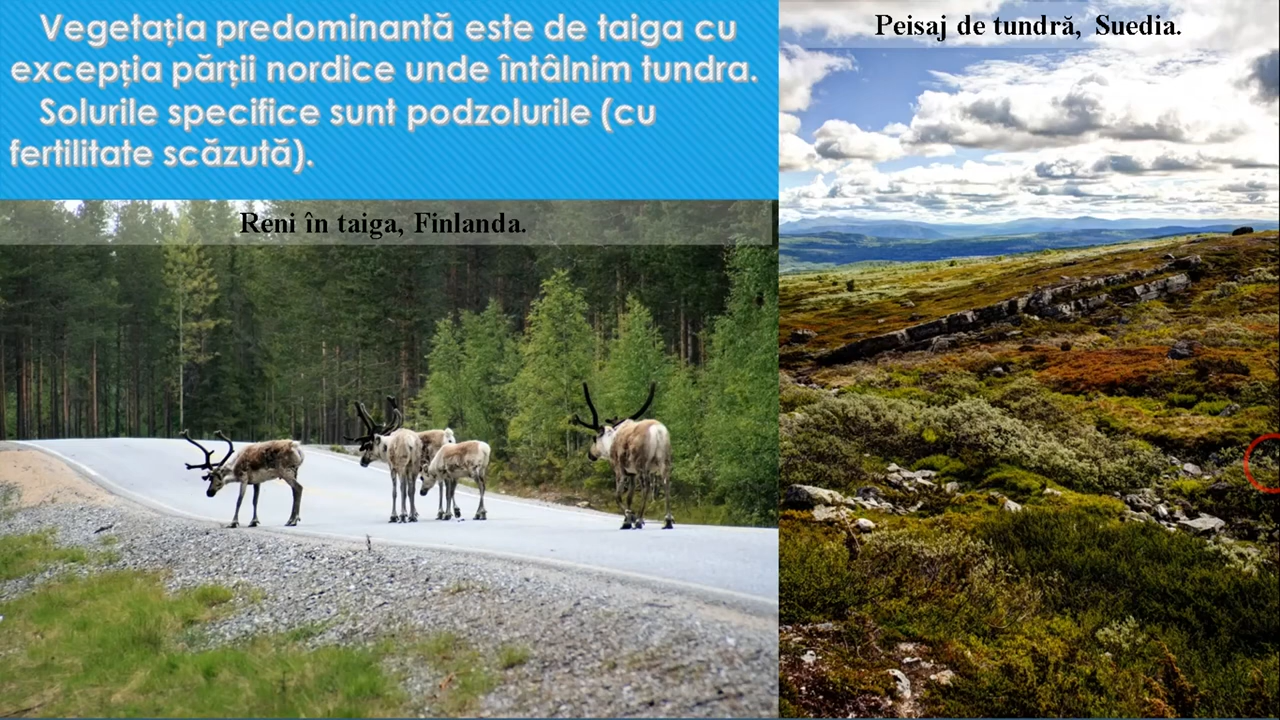 Vegetația predominantă este de taiga cu
excepția părții nordice unde întâlnim tundra.
Solurile specifice sunt podzolurile (cu
fertilitate scăzută).
Reni în taiga, Finlanda.
Peisaj de tundră, Suedia.